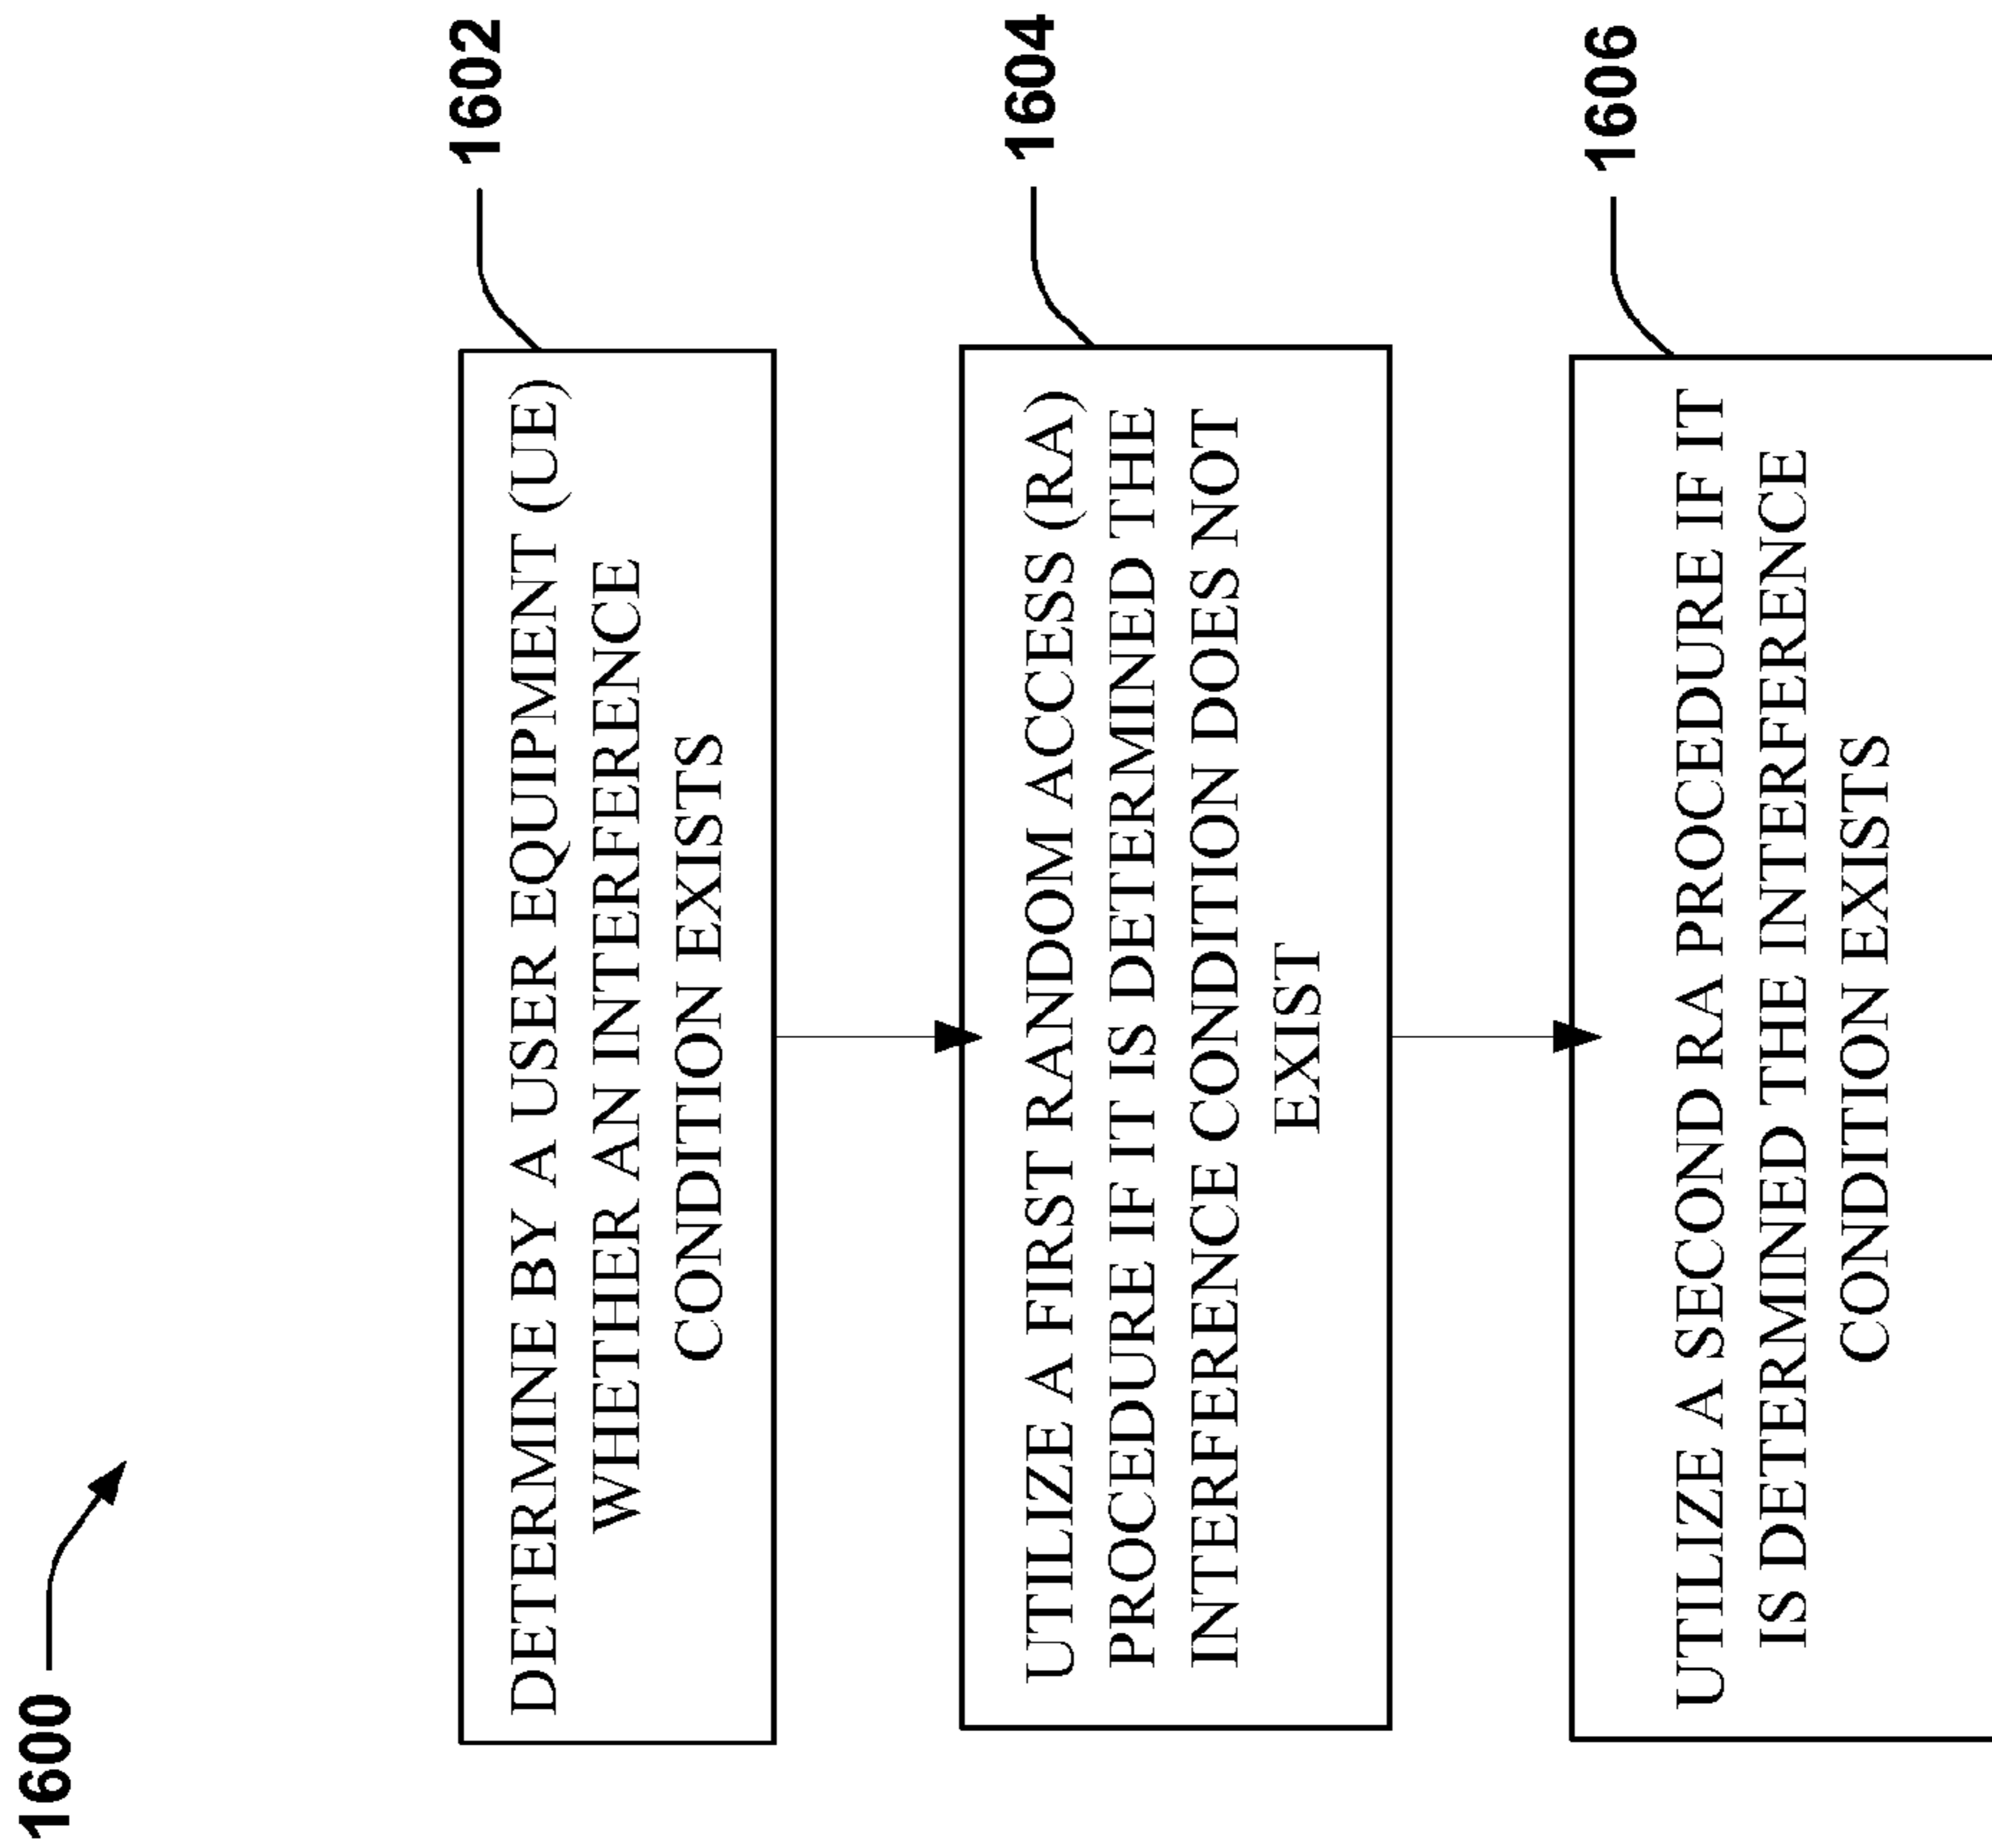 1600
1602
DETERMINE BY A USER EQUIPMENT (UE)
WHETHER AN INTERFERENCE
CONDITION EXISTS
1604
UTILIZE A FIRST RANDOM ACCESS (RA)
PROCEDURE IF IT IS DETERMINED THE
INTERFERENCE CONDITION DOES NOT
EXIST
1606
UTILIZE A SECOND RA PROCEDURE IF IT
IS DETERMINED THE INTERFERENCE
CONDITION EXISTS